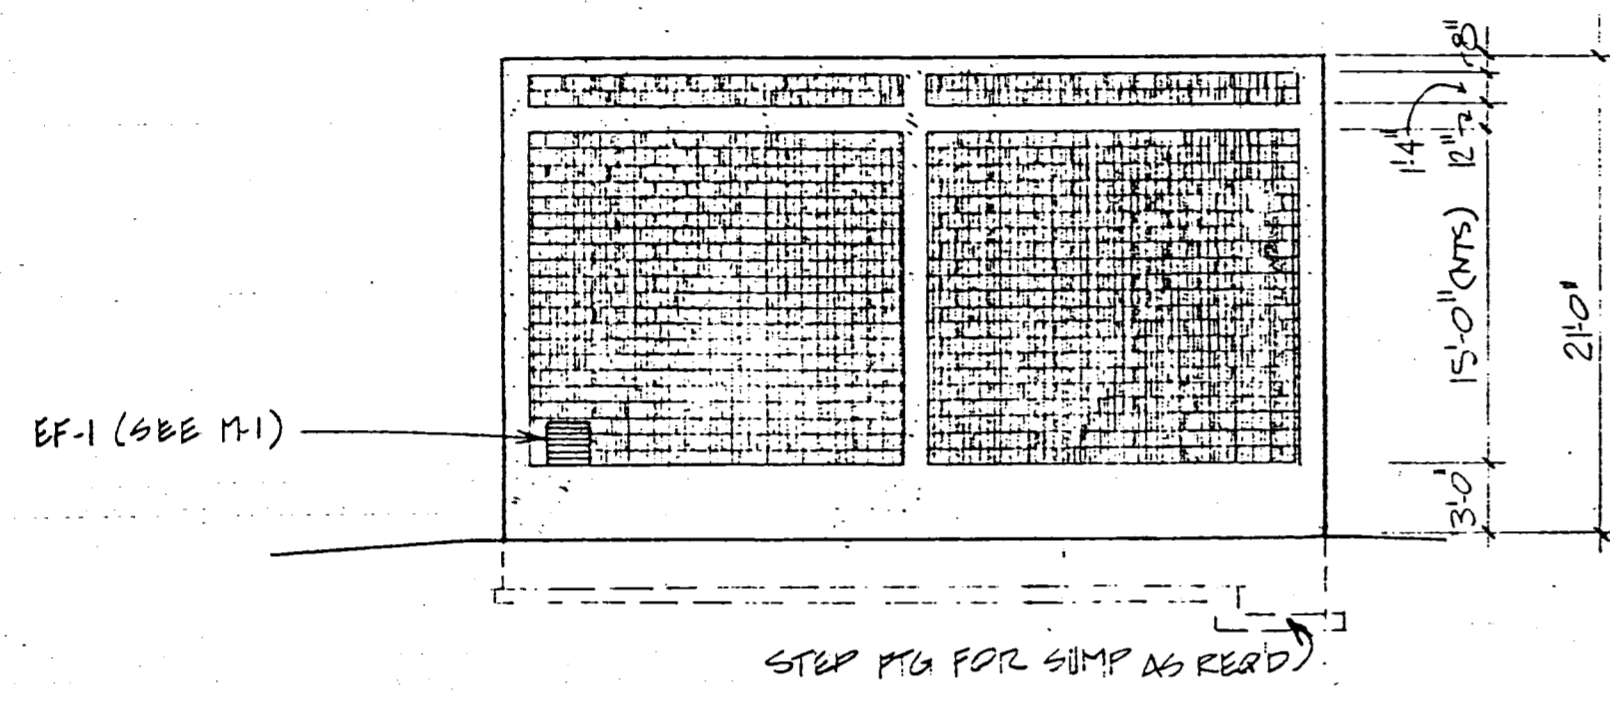 8"
1'-4"
12"
15'-0" (NTS)
21'-0"
EF-1 (SEE M-1)
3'-0"
STEP FTG FOR SUMP AS REQ'D